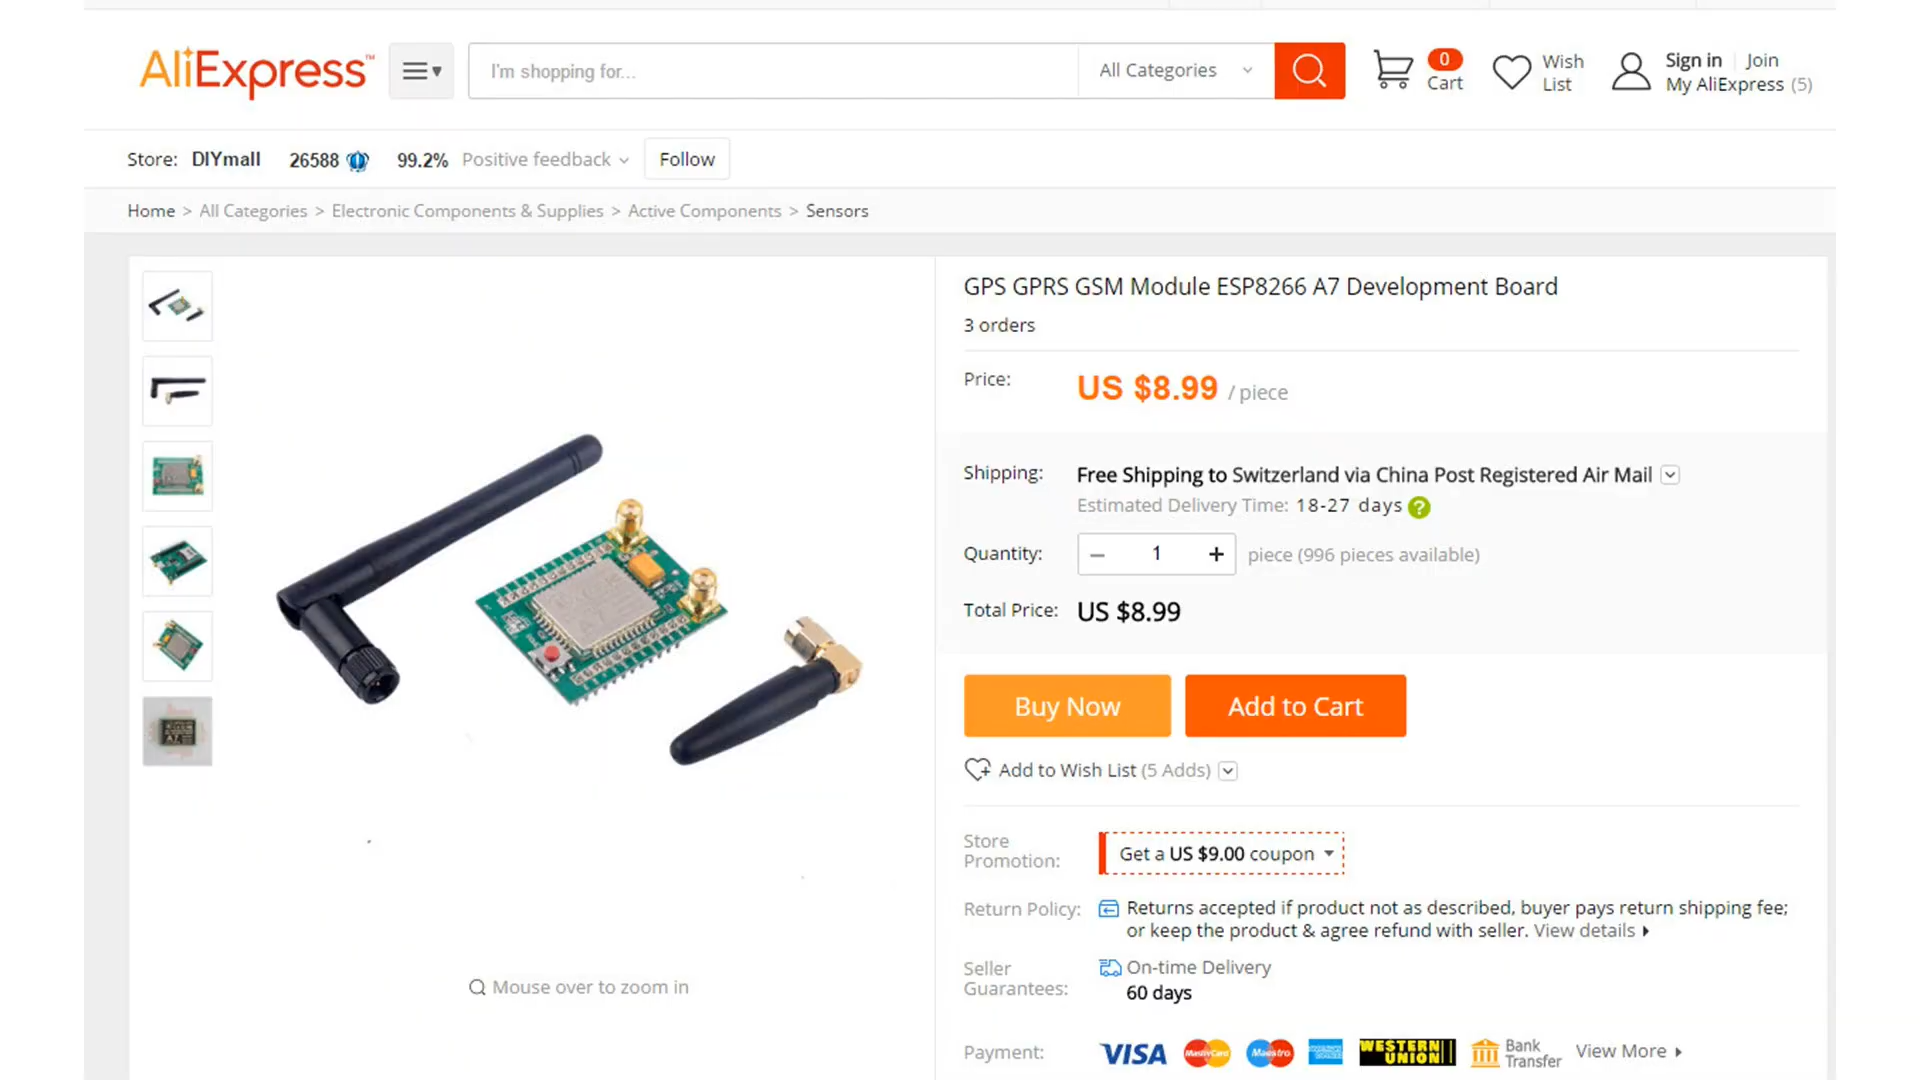 AliExpress™
I'm shopping for...
All Categories
0
Cart
Wish
List
Sign in | Join
My AliExpress (5)
Store: DIYmall 26588 99.2% Positive feedback Follow
Home > All Categories > Electronic Components & Supplies > Active Components > Sensors
GPS GPRS GSM Module ESP8266 A7 Development Board
3 orders
Price: US $8.99 / piece
Shipping: Free Shipping to Switzerland via China Post Registered Air Mail
Estimated Delivery Time: 18-27 days ?
Quantity: − 1 + piece (996 pieces available)
Total Price: US $8.99
Buy Now
Add to Cart
Add to Wish List (5 Adds)
Store
Promotion:
Get a US $9.00 coupon
Return Policy: Returns accepted if product not as described, buyer pays return shipping fee;
or keep the product & agree refund with seller. View details
Seller
Guarantees:
On-time Delivery
60 days
Payment: VISA MasterCard Maestro WESTERN UNION Bank Transfer View More
Mouse over to zoom in
A7